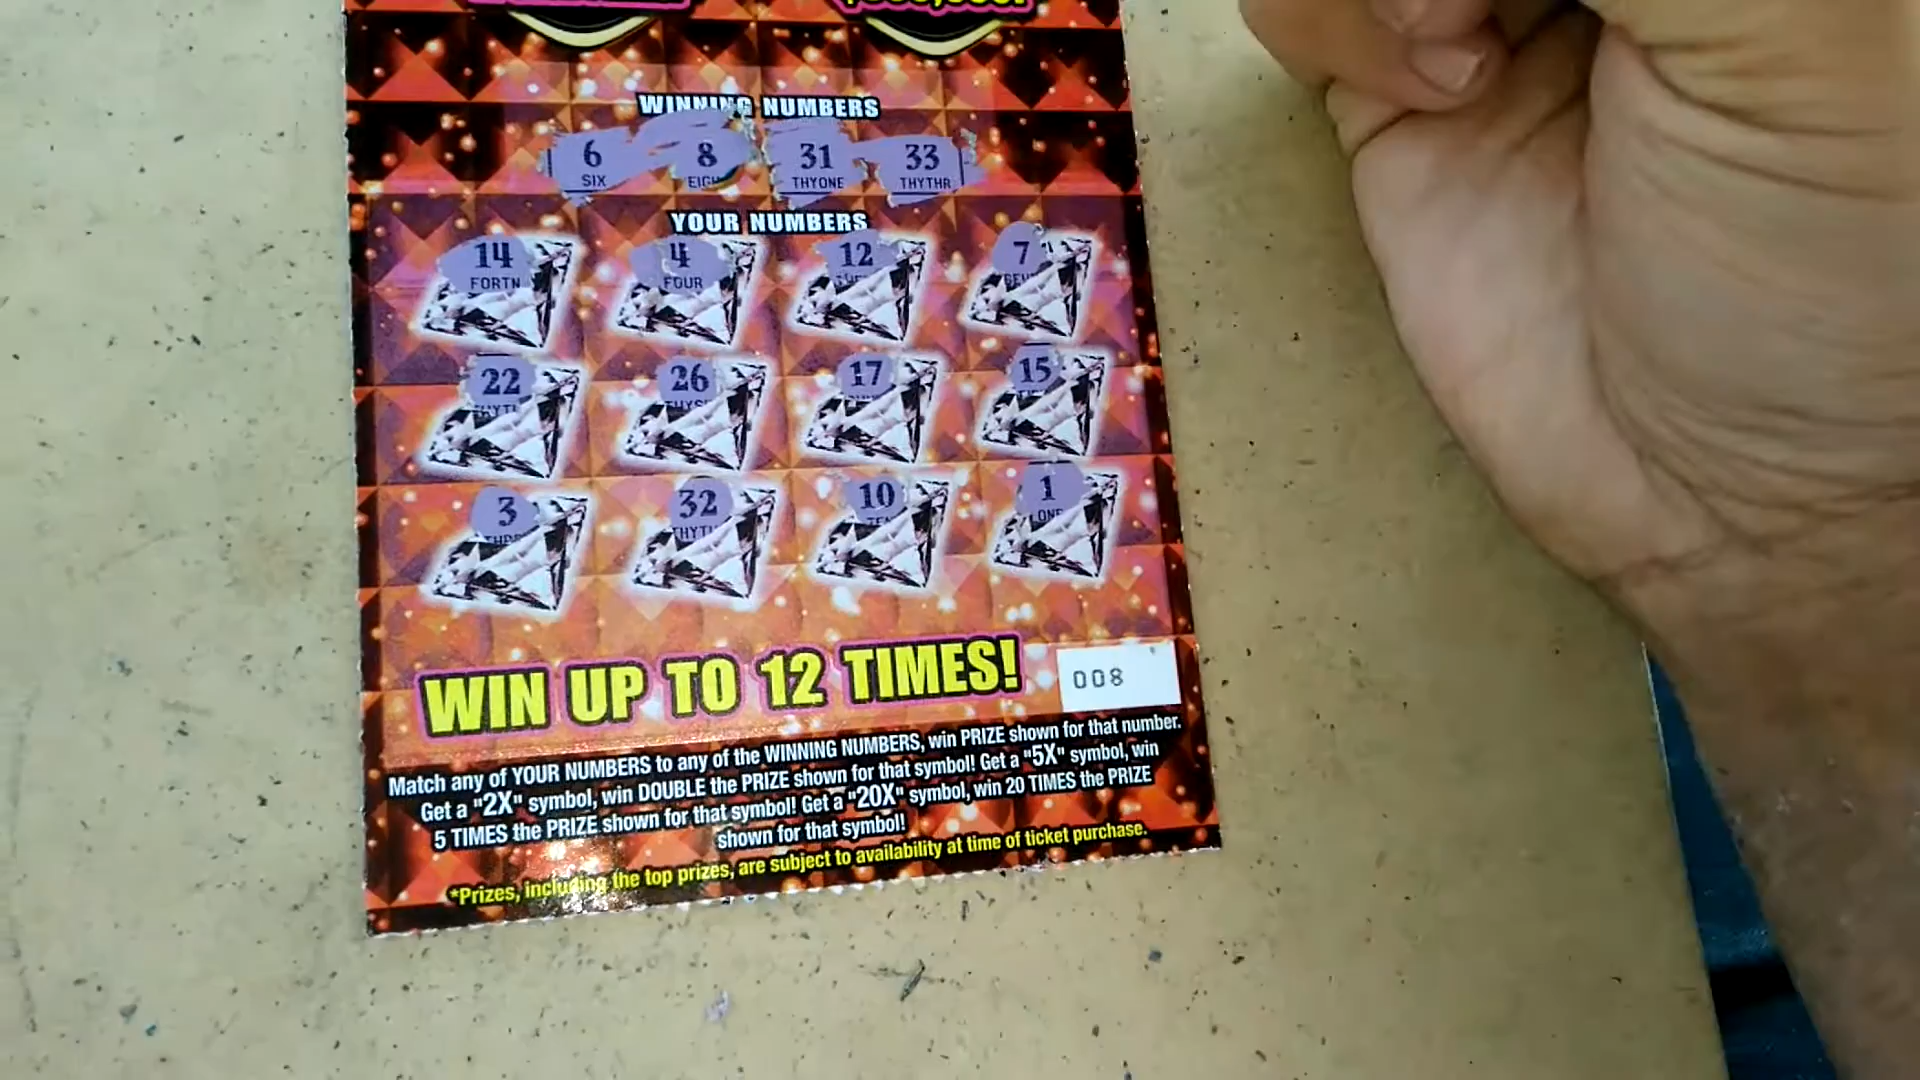 WINNING NUMBERS
6 8 31 33
SIX THYONE THYTHR
YOUR NUMBERS
14 4 12 7
FORTN FOUR
22 26 17 15
3 32 10 1
ONE
WIN UP TO 12 TIMES!
008
Match any of YOUR NUMBERS to any of the WINNING NUMBERS, win PRIZE shown for that number.
Get a "2X" symbol, win DOUBLE the PRIZE shown for that symbol! Get a "5X" symbol, win
5 TIMES the PRIZE shown for that symbol! Get a "20X" symbol, win 20 TIMES the PRIZE
shown for that symbol!
*Prizes, including the top prizes, are subject to availability at time of ticket purchase.